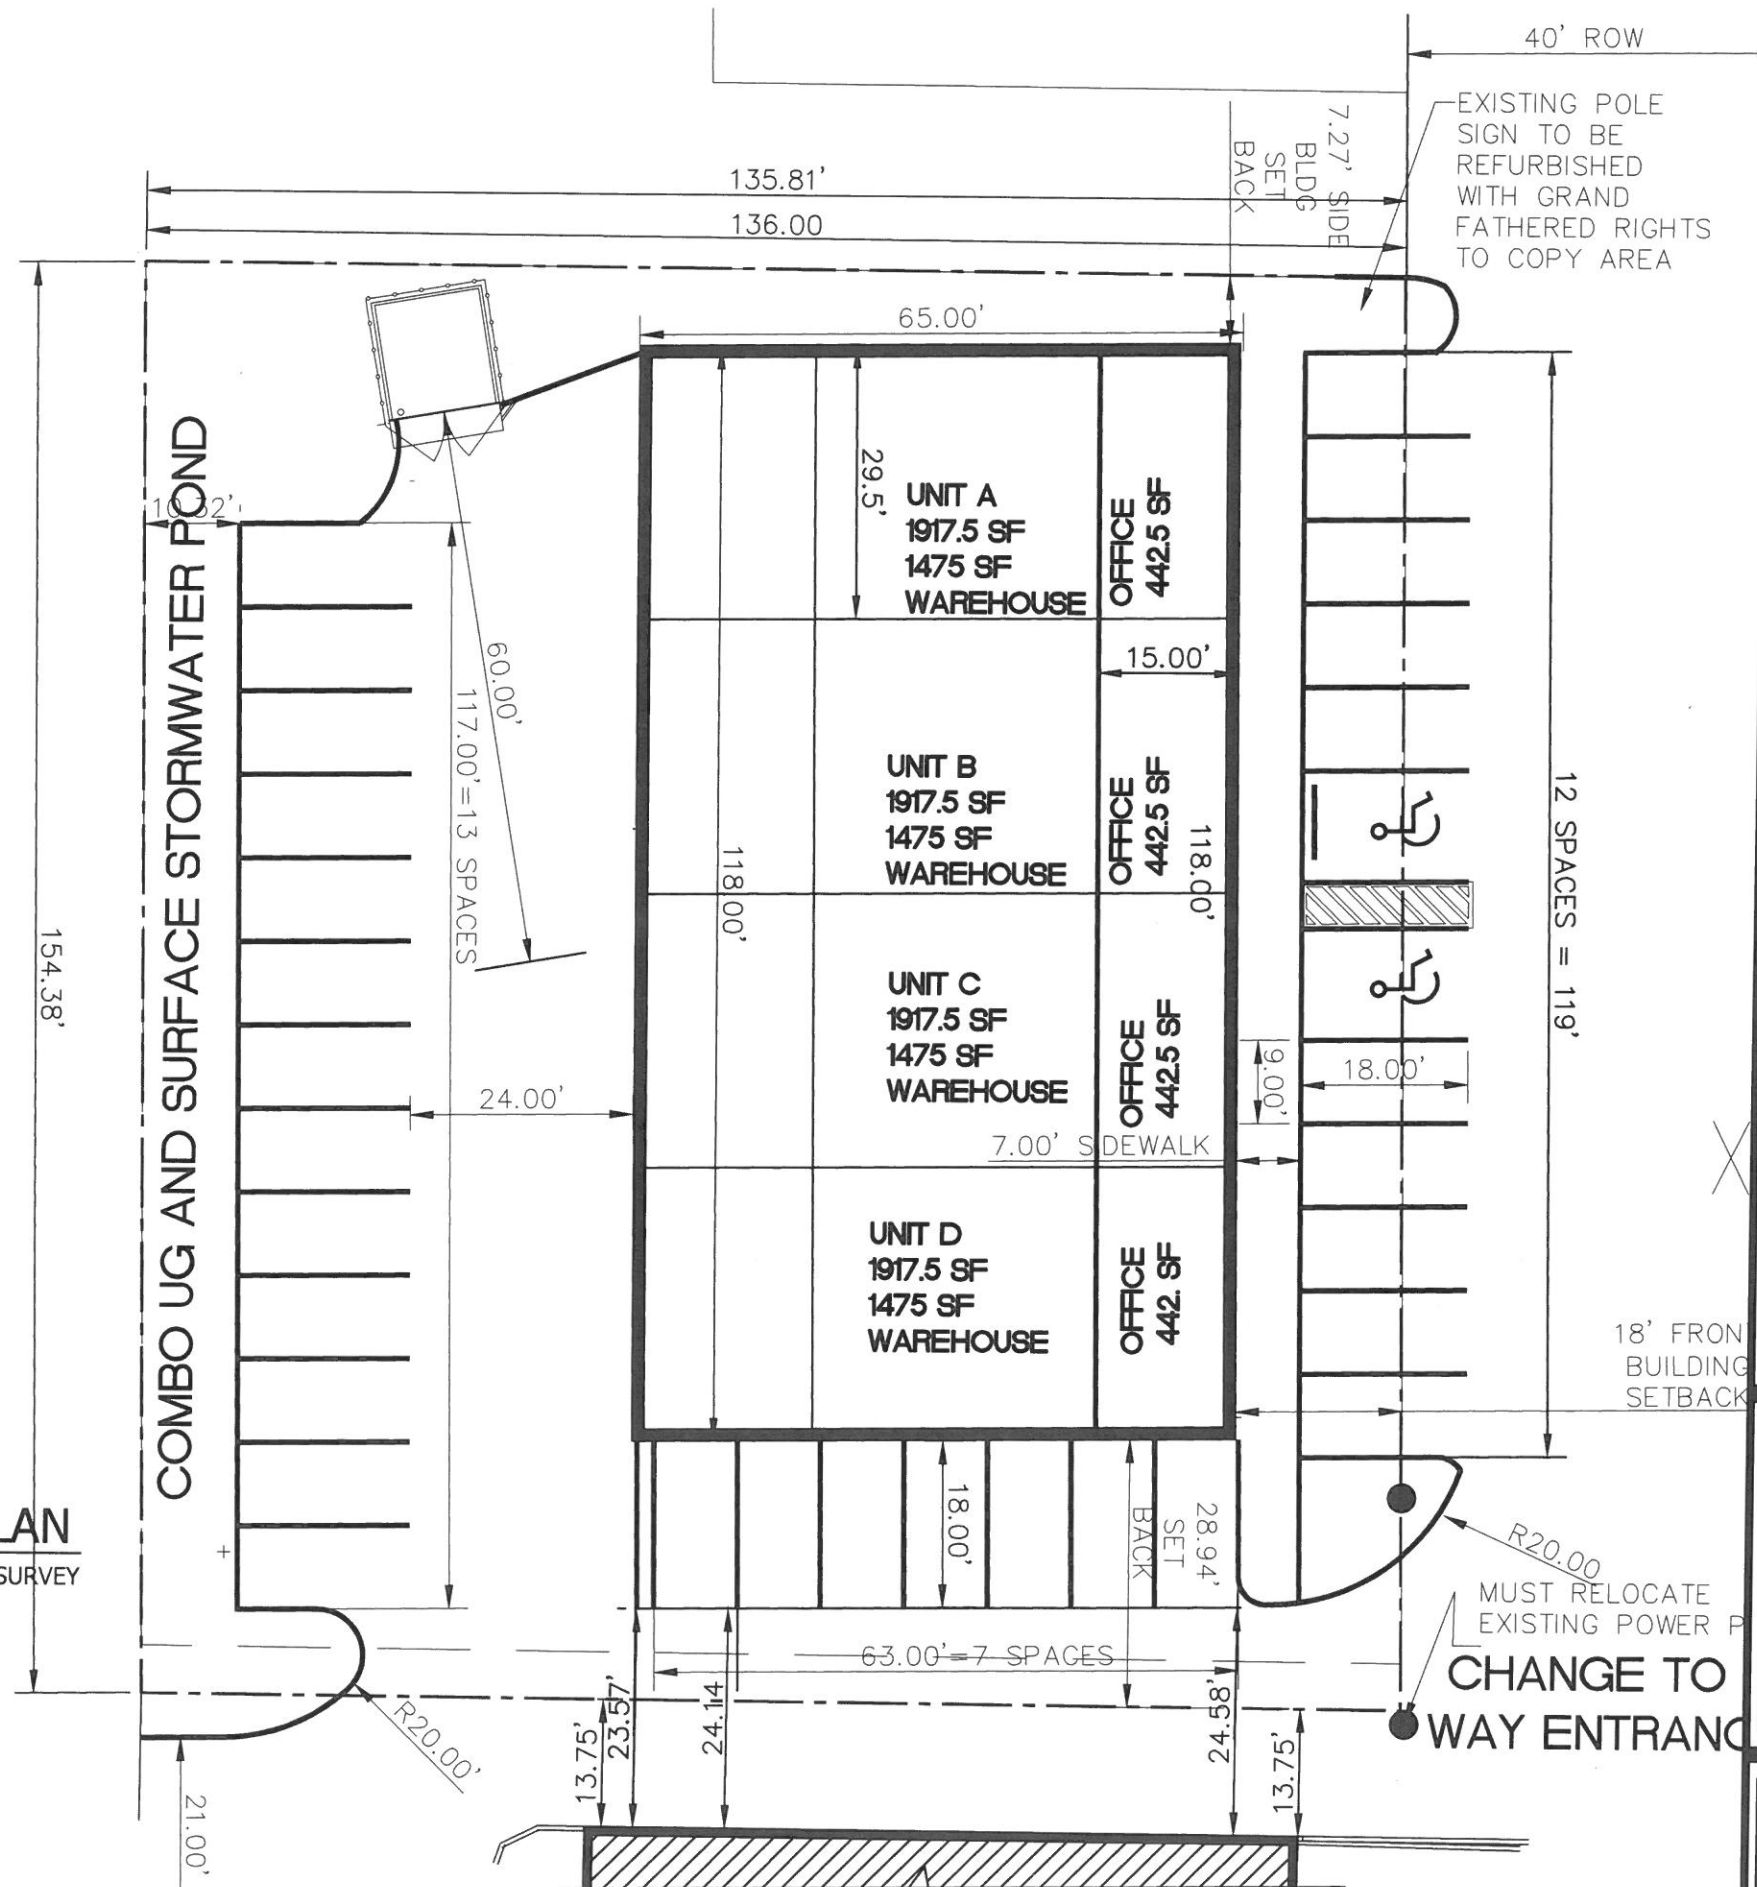 40' ROW
EXISTING POLE
SIGN TO BE
REFURBISHED
WITH GRAND
FATHERED RIGHTS
TO COPY AREA
7.27' SIDE
BLDG
SET
BACK
135.81'
136.00
65.00'
29.5'
UNIT A
1917.5 SF
1475 SF
WAREHOUSE
OFFICE
442.5 SF
15.00'
COMBO UG AND SURFACE STORMWATER POND
60.00'
117.00'=13 SPACES
UNIT B
1917.5 SF
1475 SF
WAREHOUSE
OFFICE
442.5 SF
118.00'
118.00'
12 SPACES = 119'
154.38'
UNIT C
1917.5 SF
1475 SF
WAREHOUSE
OFFICE
442.5 SF
24.00'
9.00'
18.00'
7.00' SIDEWALK
UNIT D
1917.5 SF
1475 SF
WAREHOUSE
OFFICE
442. SF
18' FRON
BUILDING
SETBACK
LAN
SURVEY
18.00'
28.94'
SET
BACK
R20.00
MUST RELOCATE
EXISTING POWER P
63.00'=7 SPACES
CHANGE TO
WAY ENTRANC
R20.00'
13.75'
23.57'
24.14
24.58'
13.75'
21.00'